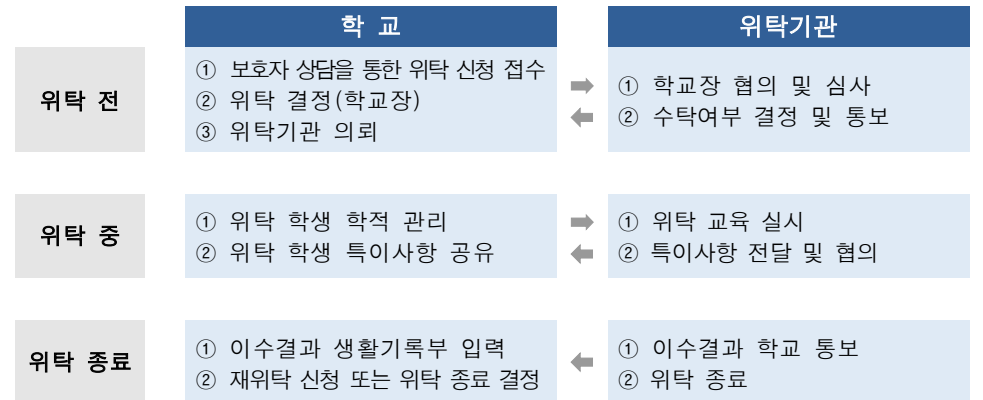 학 교
위탁기관
위탁 전
① 보호자 상담을 통한 위탁 신청 접수
② 위탁 결정(학교장)
③ 위탁기관 의뢰
① 학교장 협의 및 심사
② 수탁여부 결정 및 통보
위탁 중
① 위탁 학생 학적 관리
② 위탁 학생 특이사항 공유
① 위탁 교육 실시
② 특이사항 전달 및 협의
위탁 종료
① 이수결과 생활기록부 입력
② 재위탁 신청 또는 위탁 종료 결정
① 이수결과 학교 통보
② 위탁 종료